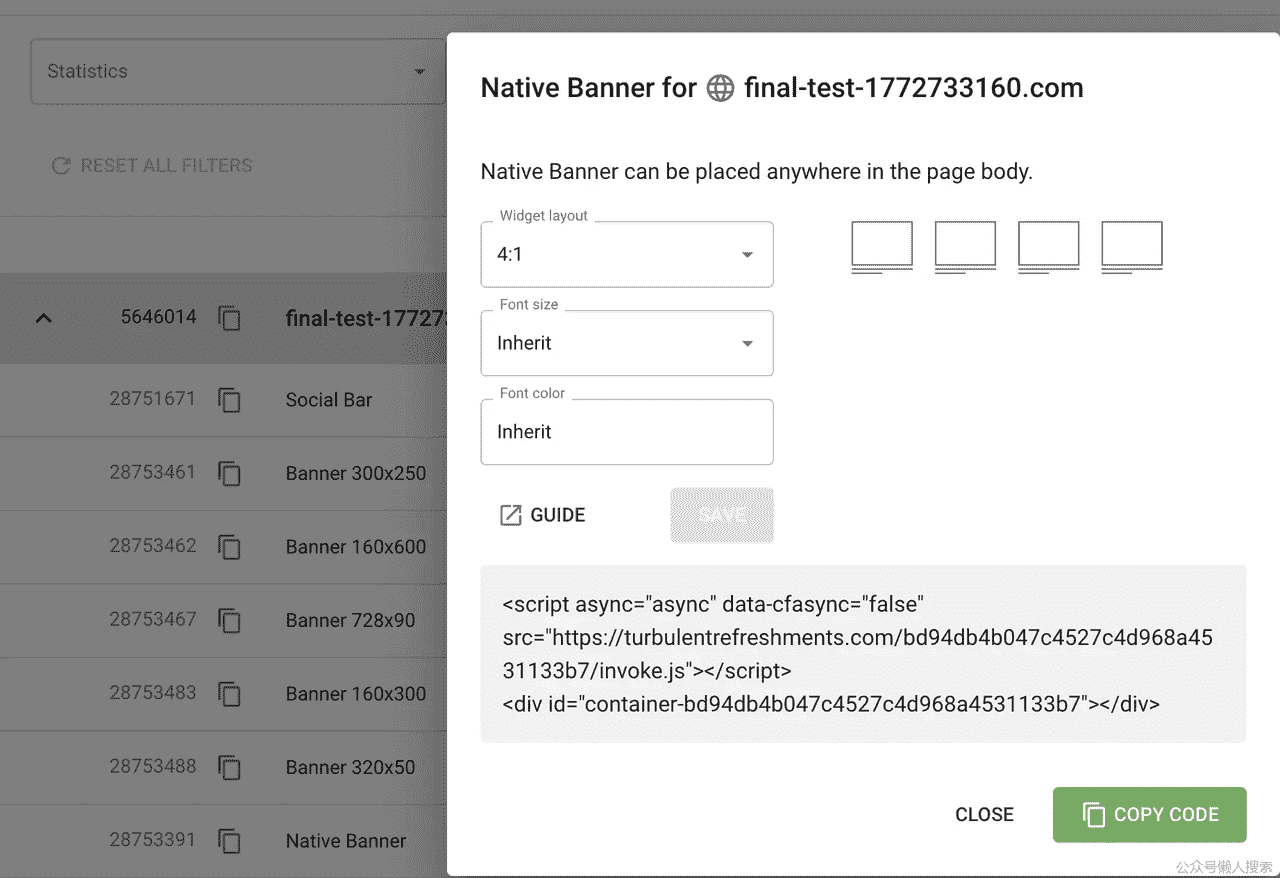 Statistics
RESET ALL FILTERS
5646014 final-test-17727
28751671 Social Bar
28753461 Banner 300x250
28753462 Banner 160x600
28753467 Banner 728x90
28753483 Banner 160x300
28753488 Banner 320x50
28753391 Native Banner
Native Banner for final-test-1772733160.com
Native Banner can be placed anywhere in the page body.
Widget layout
4:1
Font size
Inherit
Font color
Inherit
GUIDE
SAVE
<script async="async" data-cfasync="false"
src="https://turbulentrefreshments.com/bd94db4b047c4527c4d968a45
31133b7/invoke.js"></script>
<div id="container-bd94db4b047c4527c4d968a4531133b7"></div>
CLOSE
COPY CODE
公众号懒人搜索